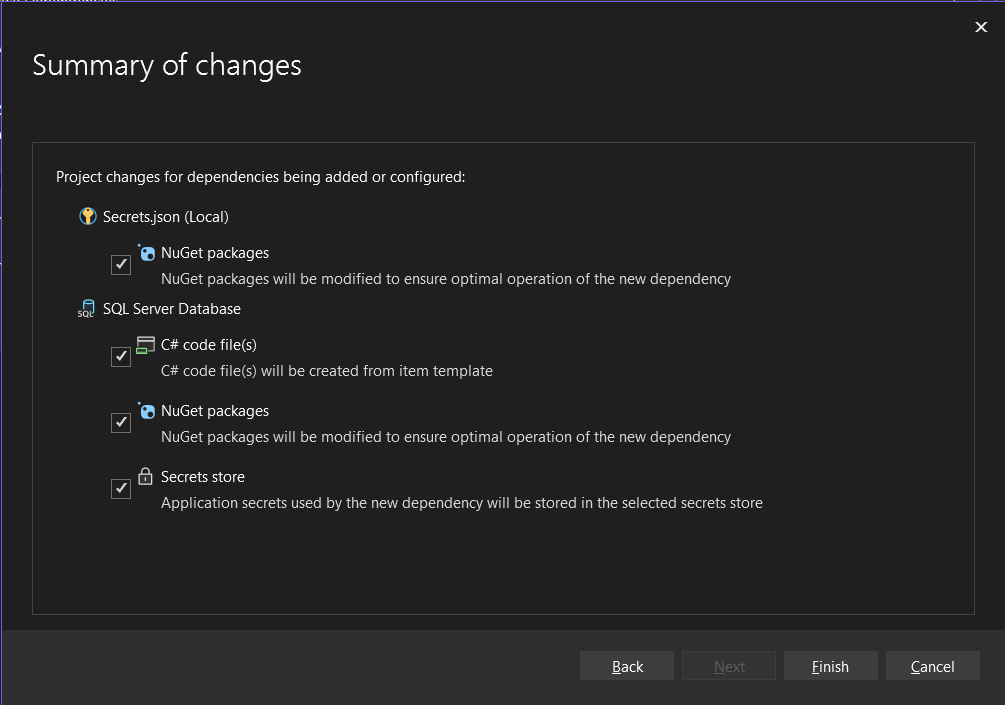 Summary of changes
Project changes for dependencies being added or configured:
Secrets.json (Local)
NuGet packages
NuGet packages will be modified to ensure optimal operation of the new dependency
SQL Server Database
C# code file(s)
C# code file(s) will be created from item template
NuGet packages
NuGet packages will be modified to ensure optimal operation of the new dependency
Secrets store
Application secrets used by the new dependency will be stored in the selected secrets store
Back
Next
Finish
Cancel